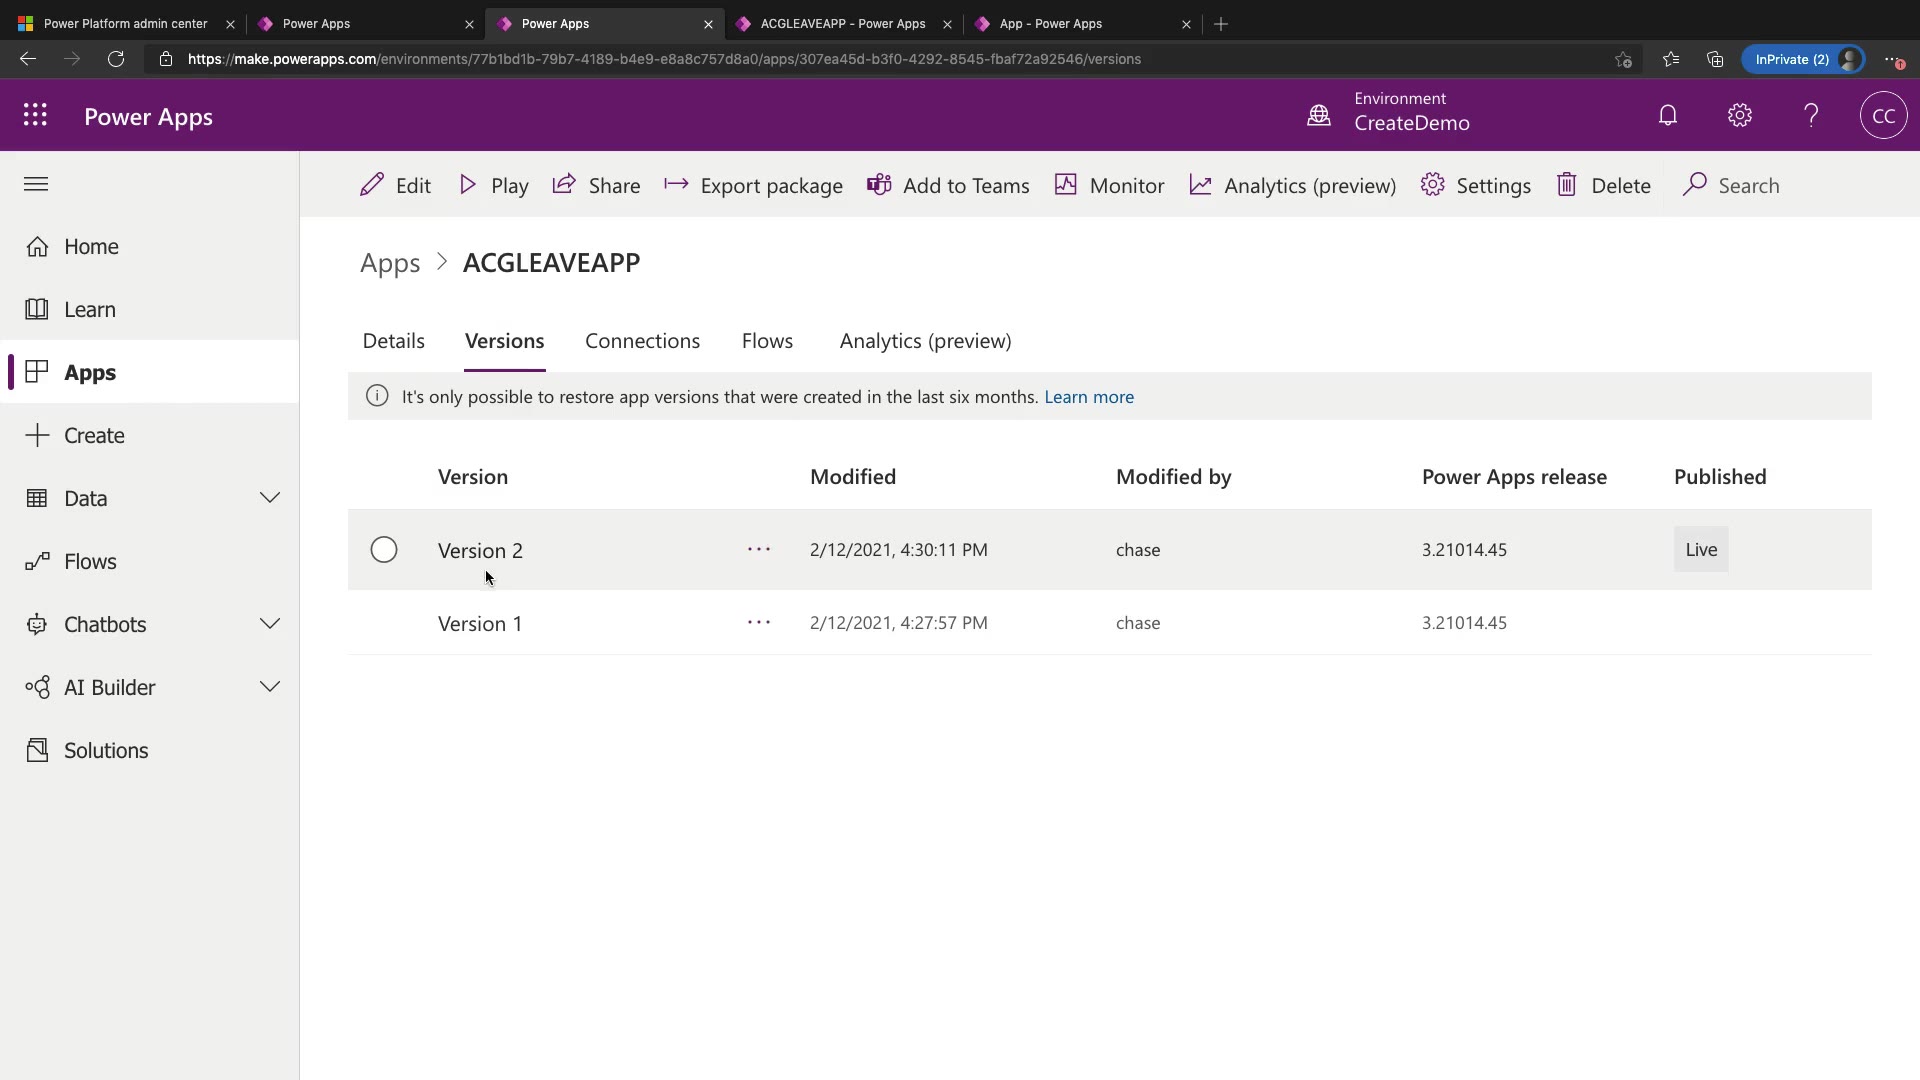 Power Platform admin center
Power Apps
Power Apps
ACGLEAVEAPP - Power Apps
App - Power Apps
https://make.powerapps.com/environments/77b1bd1b-79b7-4189-b4e9-e8a8c757d8a0/apps/307ea45d-b3f0-4292-8545-fbaf72a92546/versions
InPrivate (2)
Power Apps
Environment
CreateDemo
CC
Edit
Play
Share
Export package
Add to Teams
Monitor
Analytics (preview)
Settings
Delete
Search
Home
Learn
Apps
Create
Data
Flows
Chatbots
AI Builder
Solutions
Apps > ACGLEAVEAPP
Details
Versions
Connections
Flows
Analytics (preview)
It's only possible to restore app versions that were created in the last six months. Learn more
Version Modified Modified by Power Apps release Published
Version 2 ... 2/12/2021, 4:30:11 PM chase 3.21014.45 Live
Version 1 ... 2/12/2021, 4:27:57 PM chase 3.21014.45